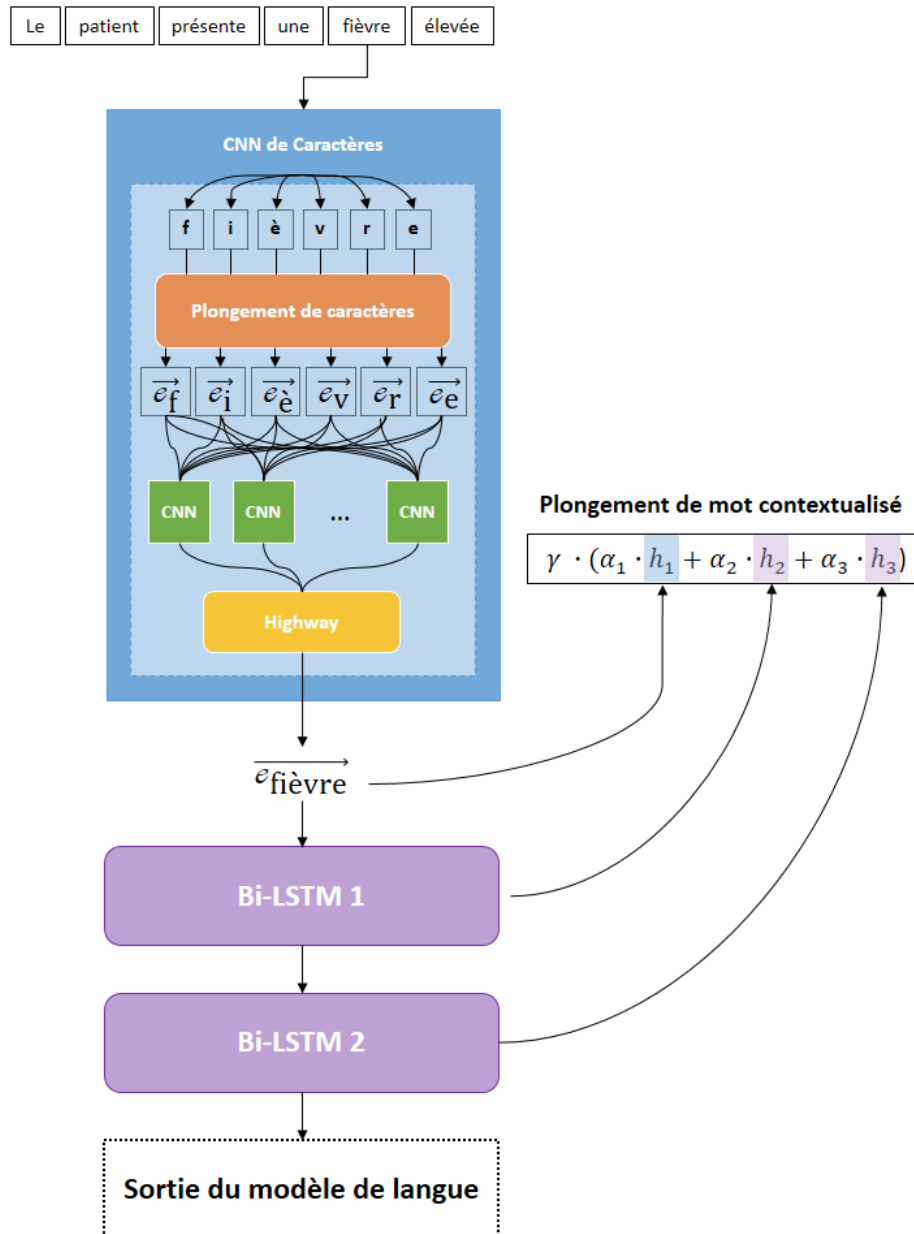 Le patient présente une fièvre élevée
CNN de Caractères
f i è v r e
Plongement de caractères
e_f e_i e_è e_v e_r e_e
CNN CNN ... CNN
Plongement de mot contextualisé
γ · (α₁ · h₁ + α₂ · h₂ + α₃ · h₃)
Highway
e_fièvre
Bi-LSTM 1
Bi-LSTM 2
Sortie du modèle de langue